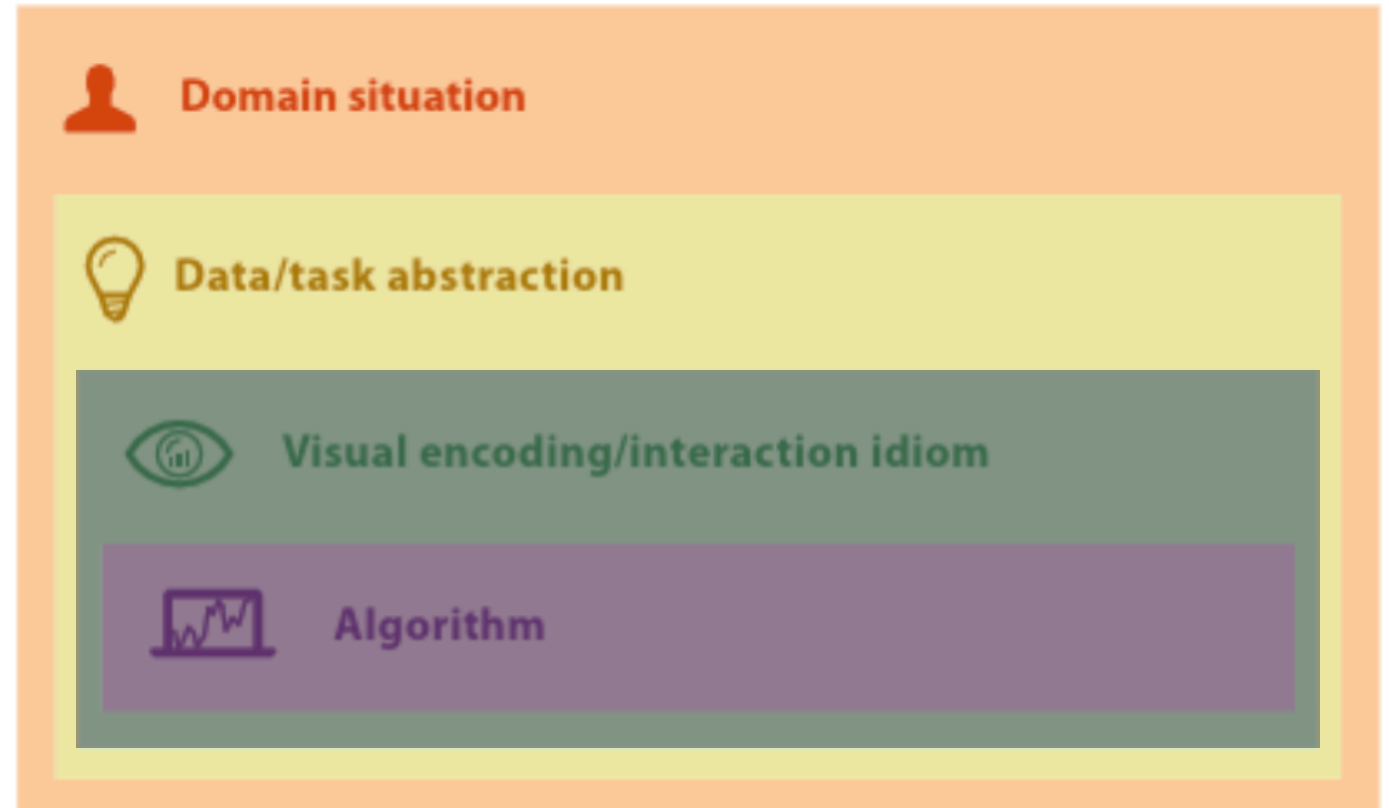 Domain situation
Data/task abstraction
Visual encoding/interaction idiom
Algorithm